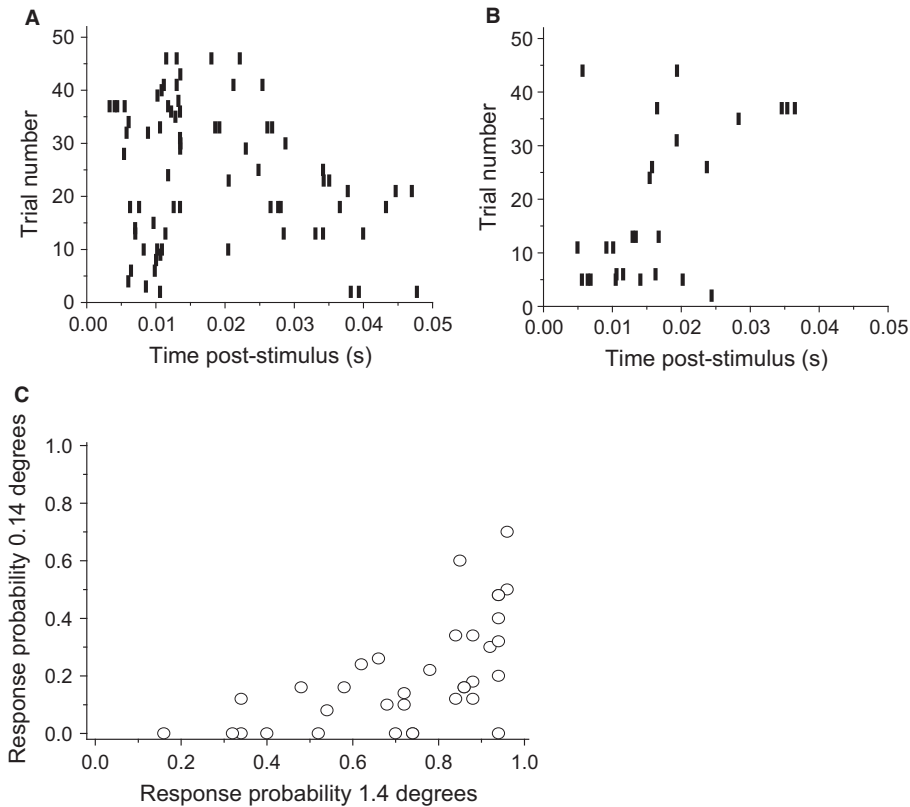 A
50
40
30
20
10
0
Trial number
0.00 0.01 0.02 0.03 0.04 0.05
Time post-stimulus (s)
B
50
40
30
20
10
0
Trial number
0.00 0.01 0.02 0.03 0.04 0.05
Time post-stimulus (s)
C
1.0
0.8
0.6
0.4
0.2
0.0
Response probability 0.14 degrees
0.0 0.2 0.4 0.6 0.8 1.0
Response probability 1.4 degrees